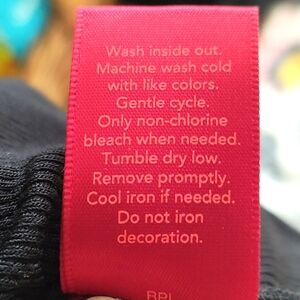 Wash inside out.
Machine wash cold
with like colors.
Gentle cycle.
Only non-chlorine
bleach when needed.
Tumble dry low.
Remove promptly.
Cool iron if needed.
Do not iron
decoration.